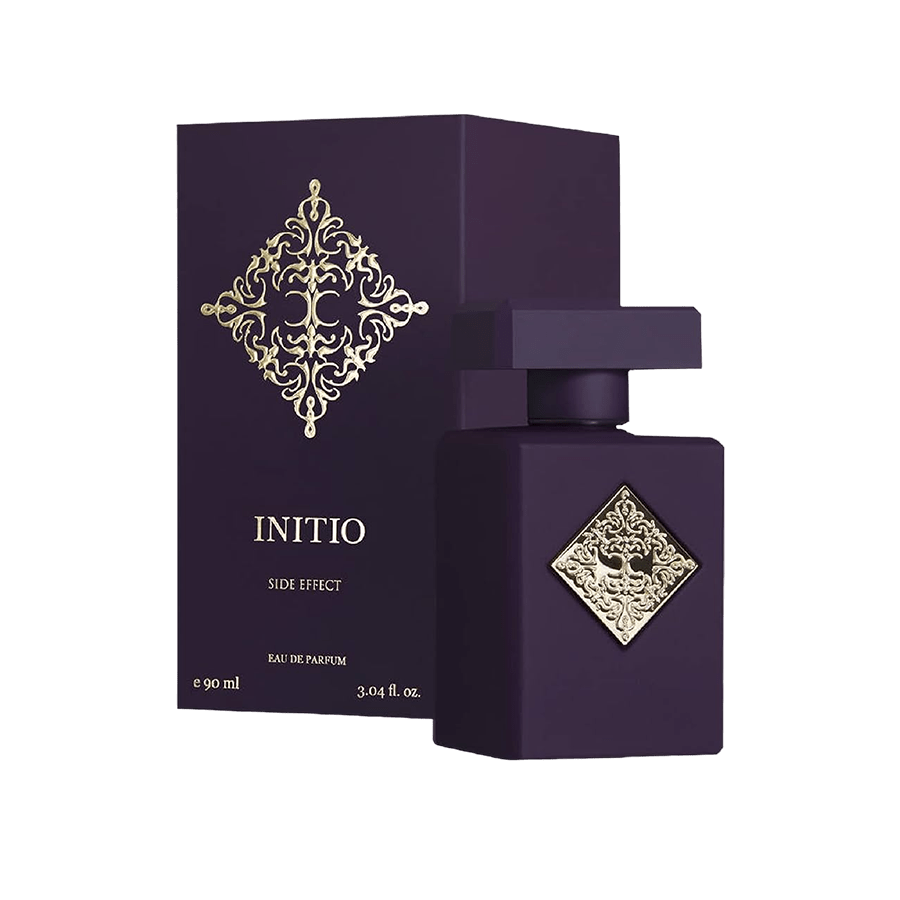 INITIO
SIDE EFFECT
EAU DE PARFUM
e 90 ml
3.04 fl. oz.